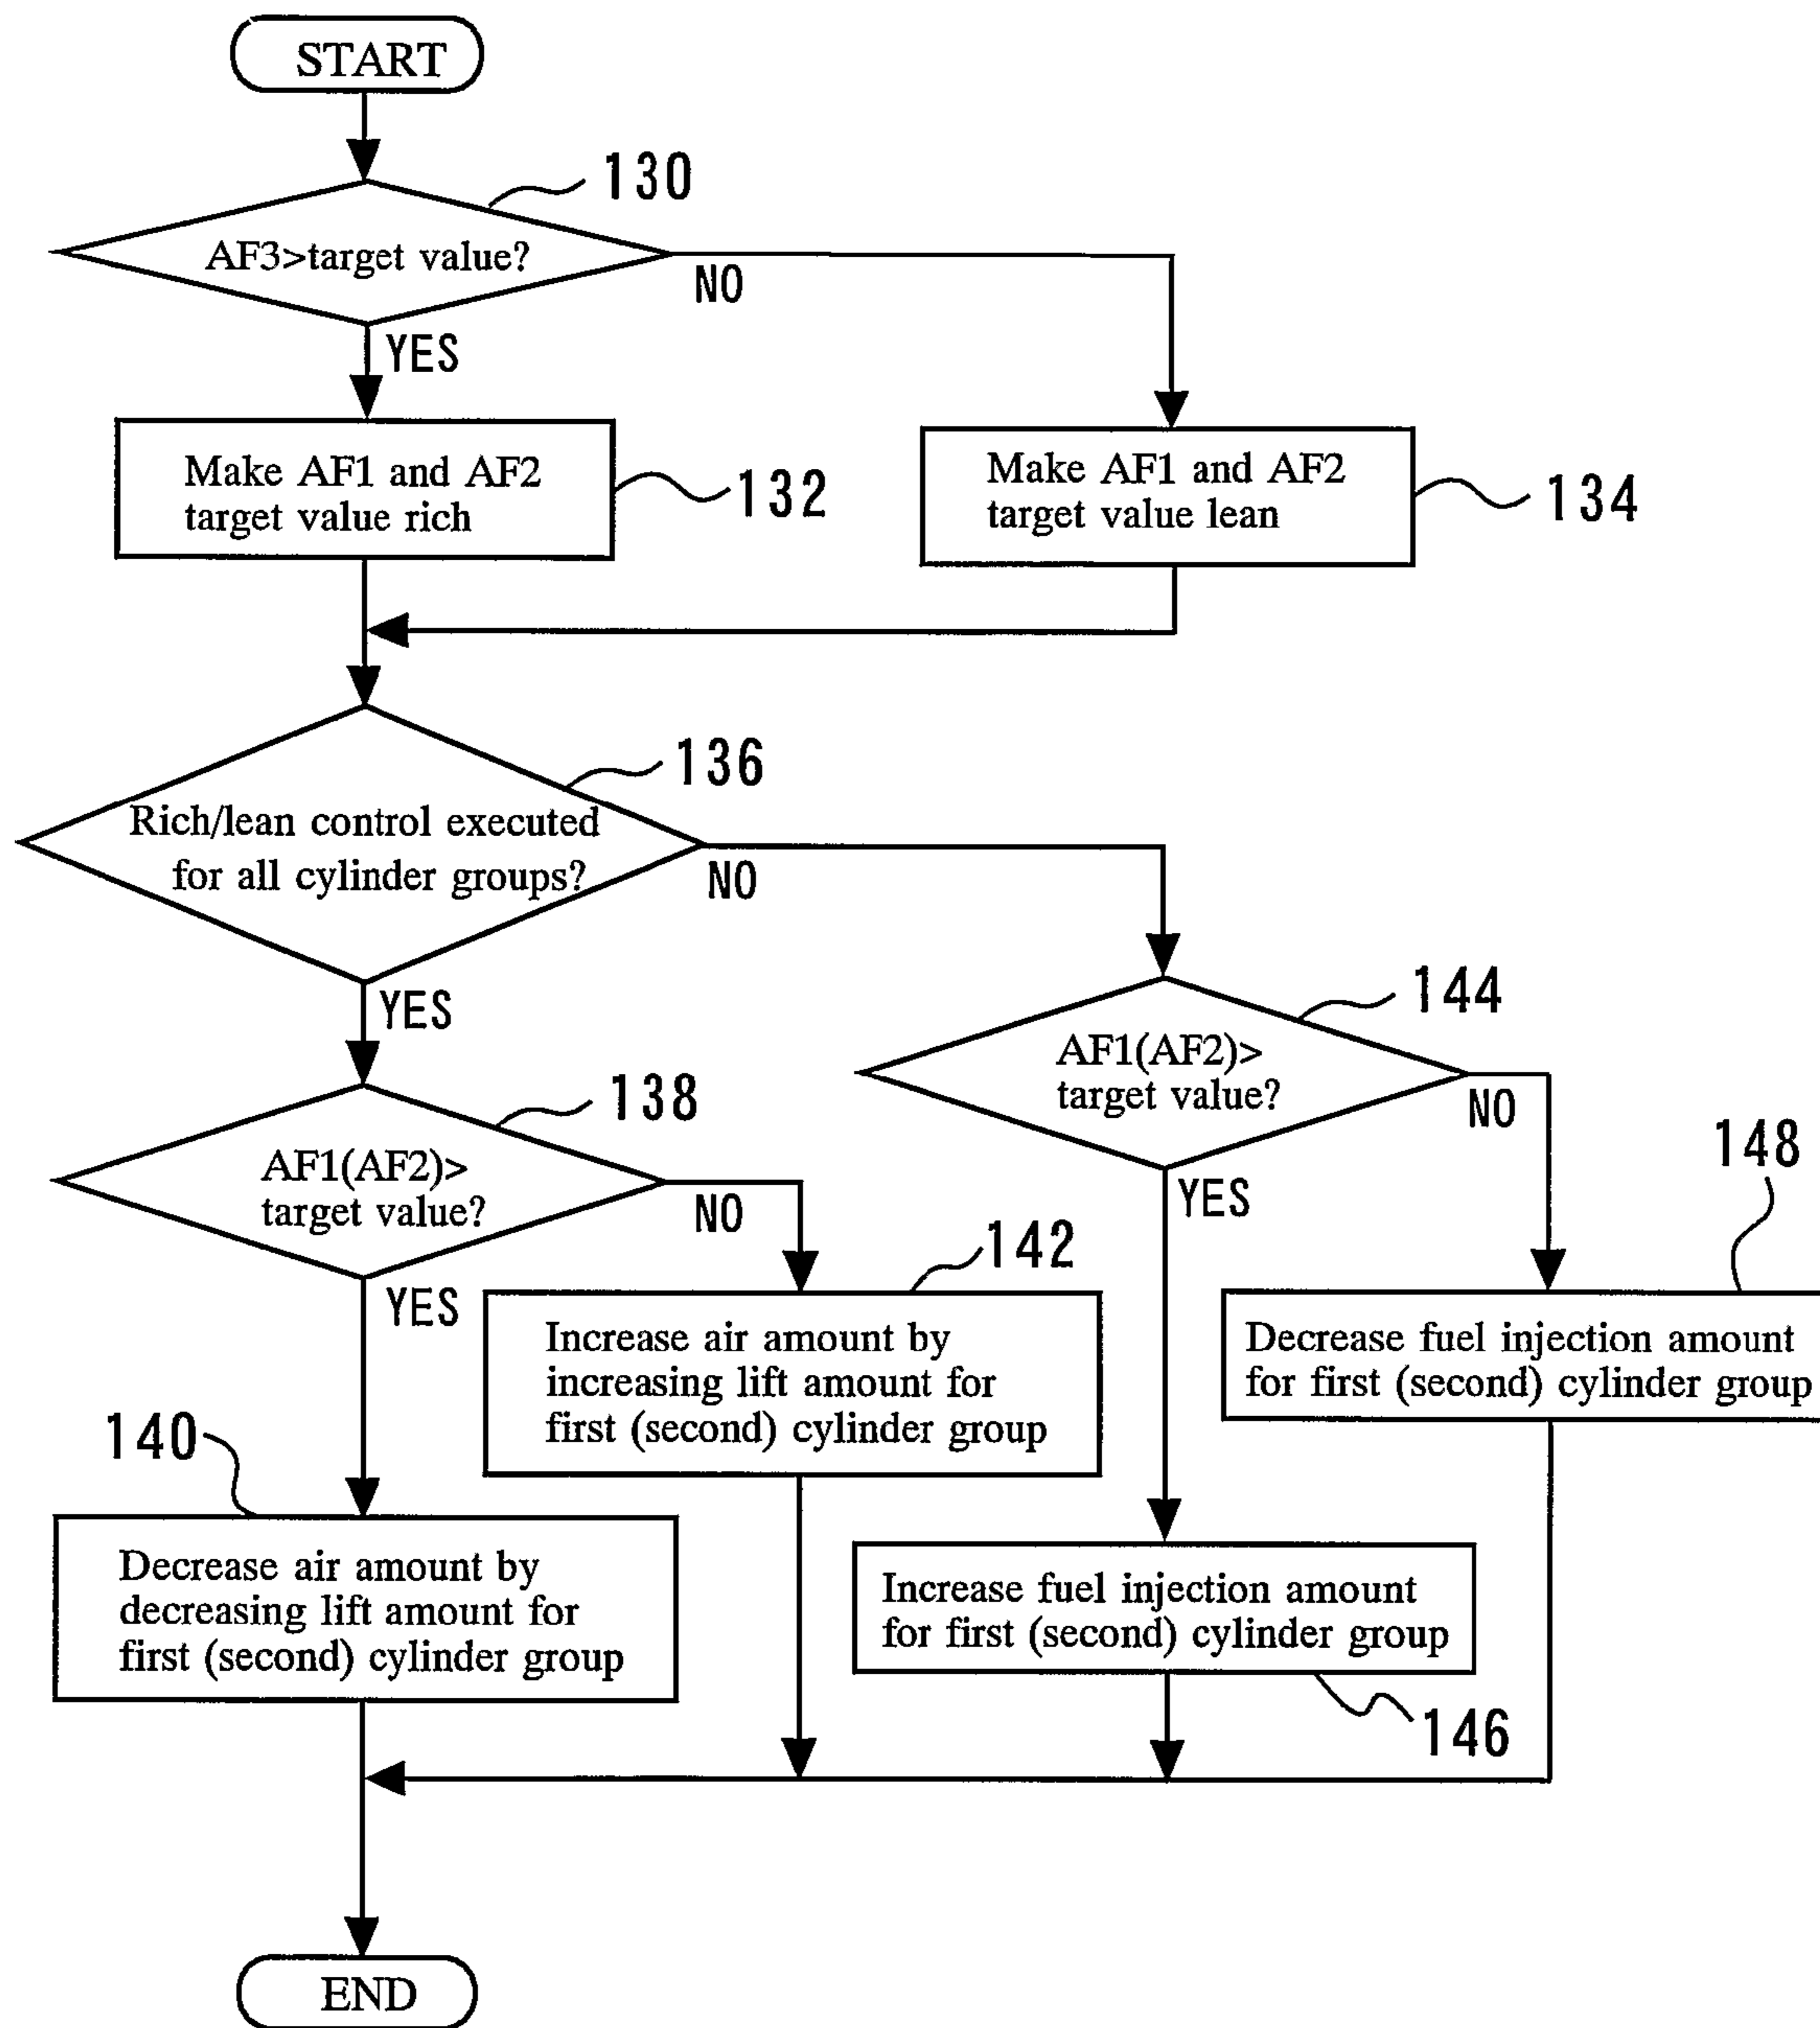 START
130
AF3>target value?
NO
YES
Make AF1 and AF2
target value rich
132
Make AF1 and AF2
target value lean
134
136
Rich/lean control executed
for all cylinder groups?
NO
YES
144
AF1(AF2)>
target value?
NO
YES
138
AF1(AF2)>
target value?
NO
YES
148
142
Increase air amount by
increasing lift amount for
first (second) cylinder group
Decrease fuel injection amount
for first (second) cylinder group
140
Decrease air amount by
decreasing lift amount for
first (second) cylinder group
Increase fuel injection amount
for first (second) cylinder group
146
END